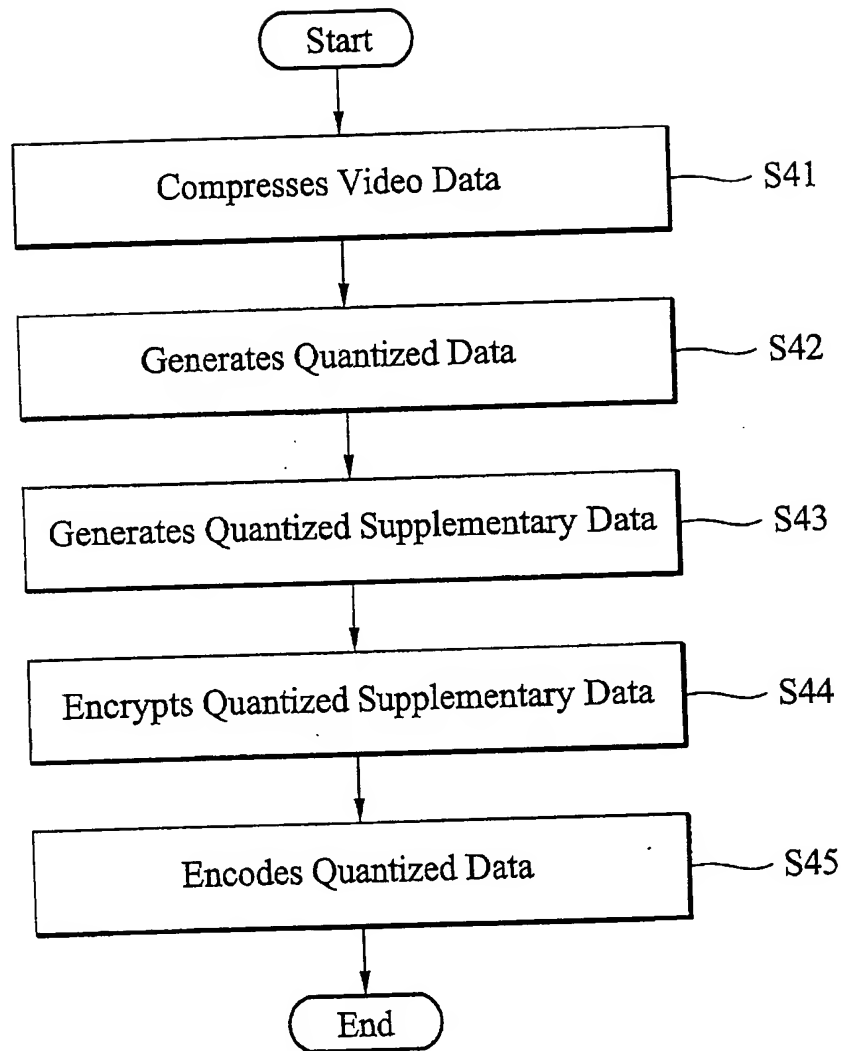 Start
Compresses Video Data
S41
Generates Quantized Data
S42
Generates Quantized Supplementary Data
S43
Encrypts Quantized Supplementary Data
S44
Encodes Quantized Data
S45
End